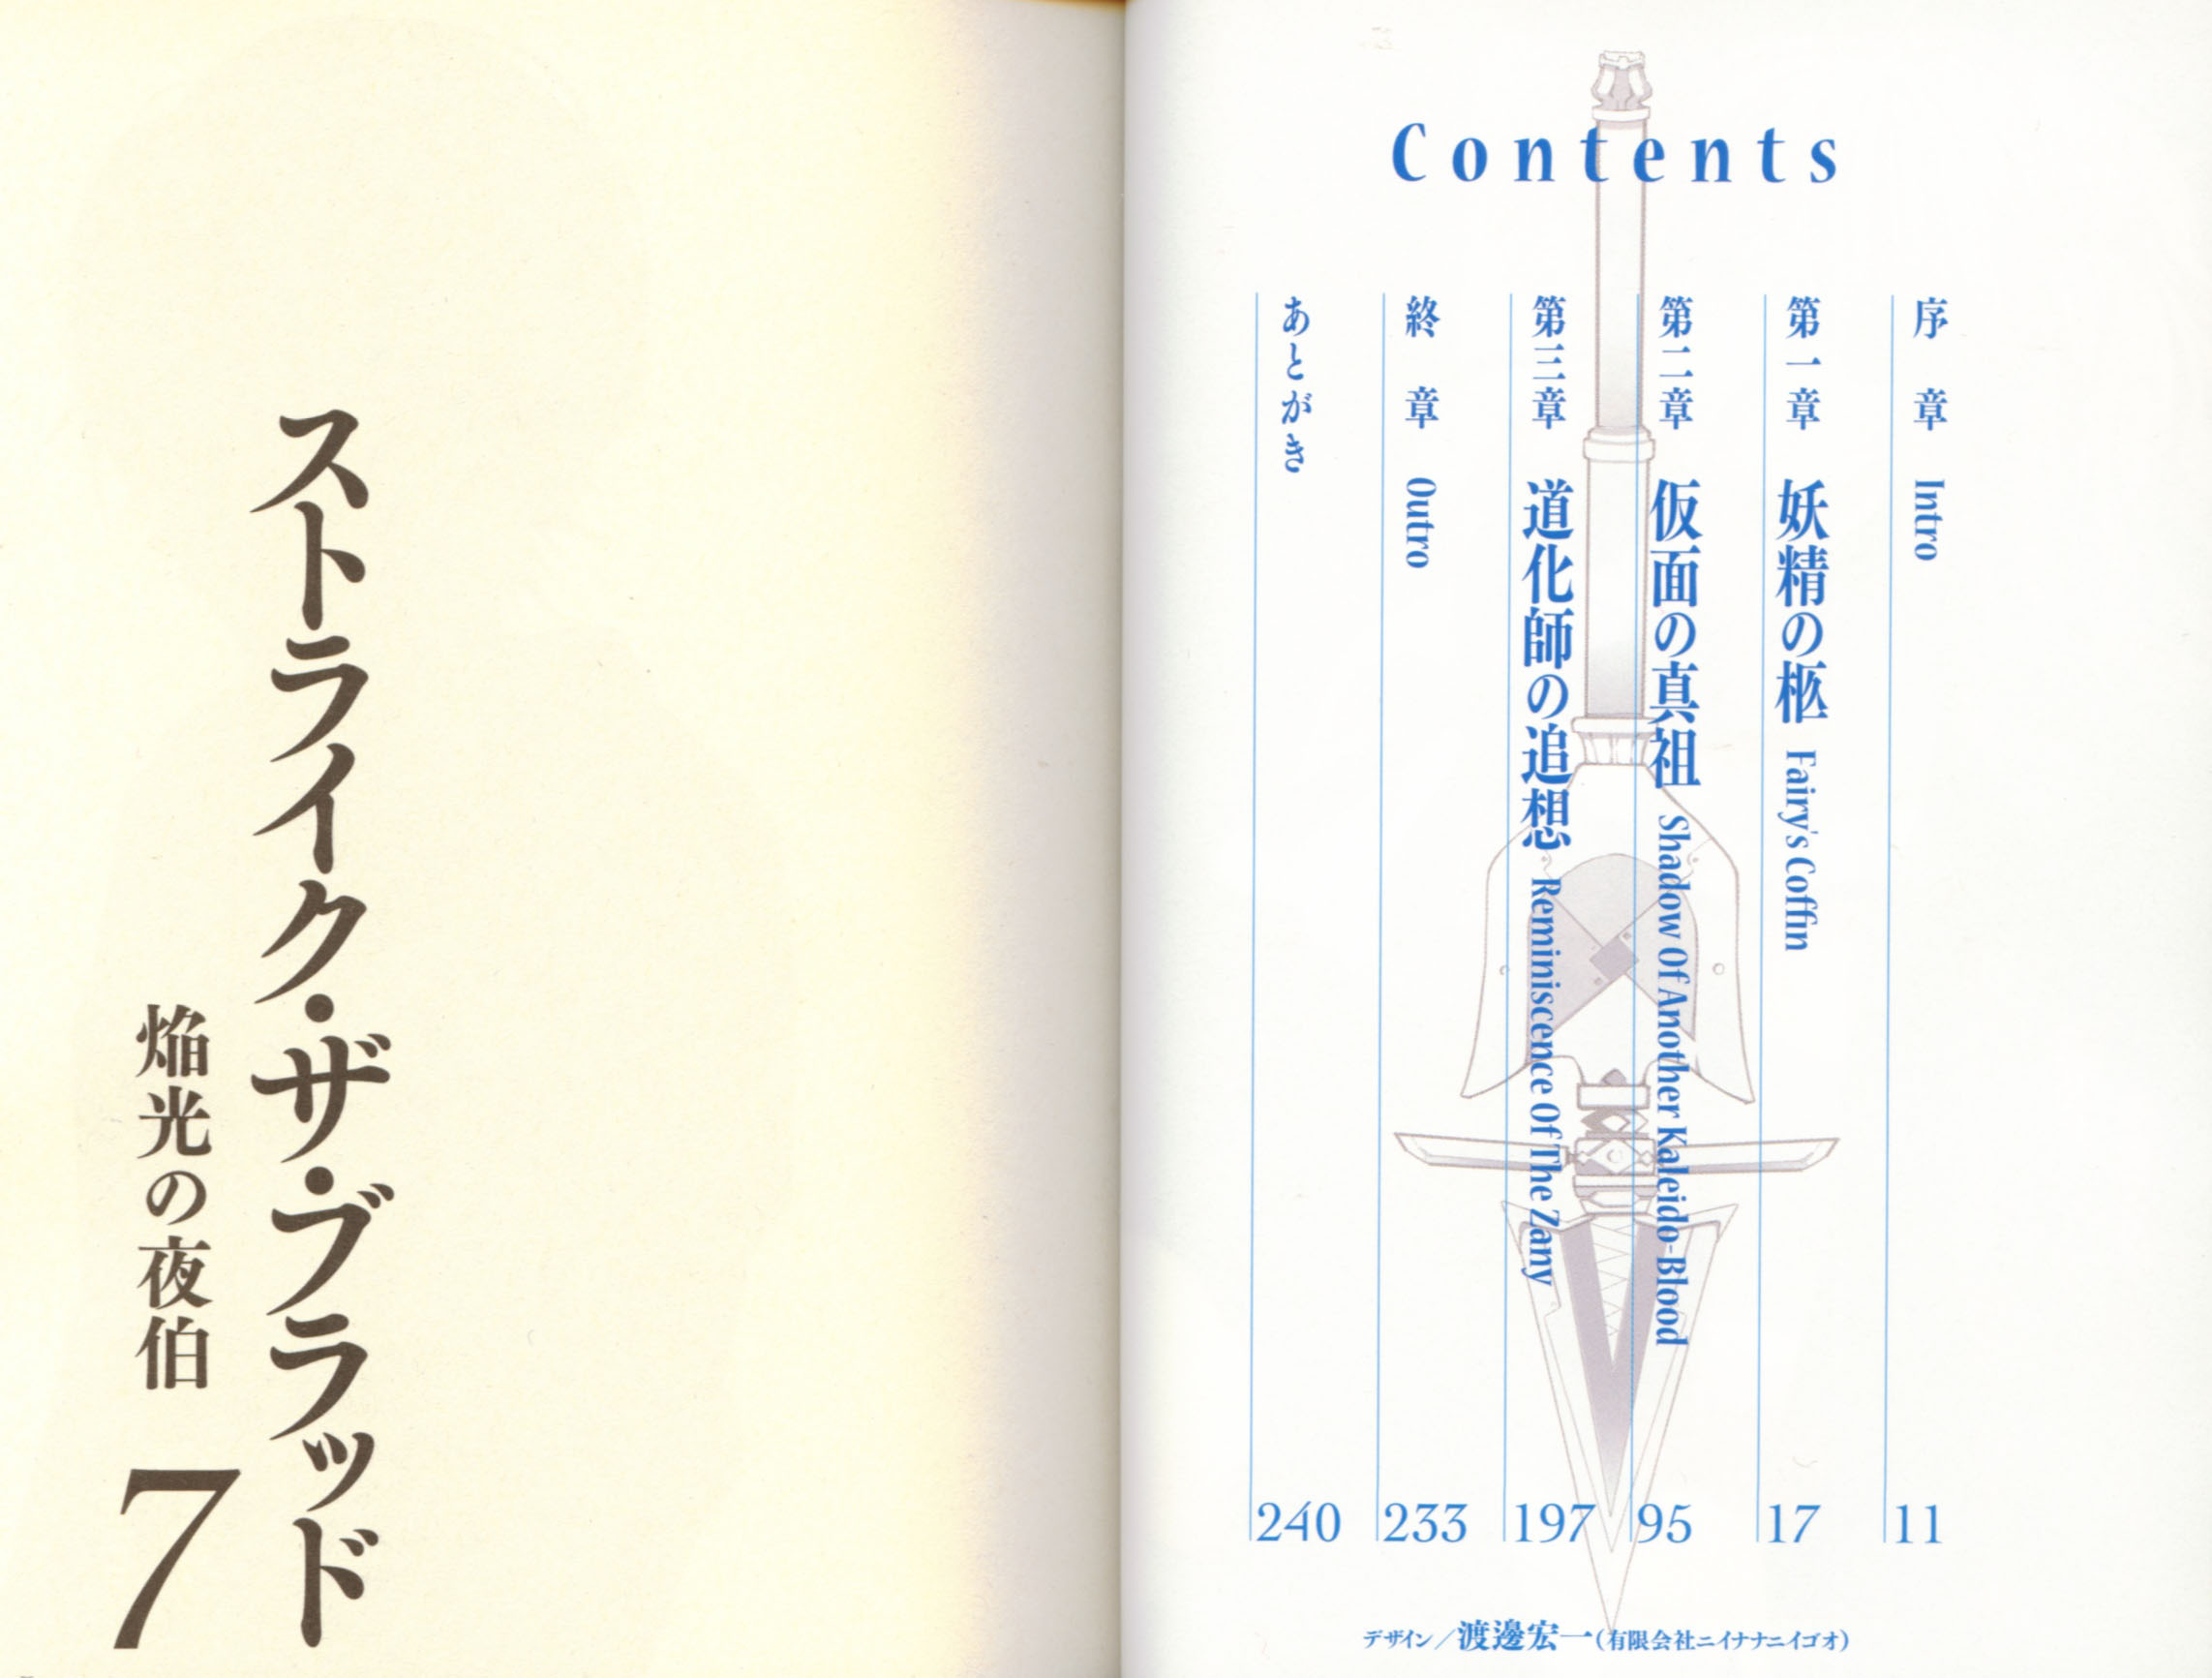 Contents
序章 Intro 11
第一章 妖精の柩 Fairy's Coffin 17
第二章 仮面の真祖 Shadow Of Another Kaleido-Blood 95
第三章 道化師の追想 Reminiscence Of The Zany 197
終章 Outro 233
あとがき 240
デザイン／渡邊宏一（有限会社ニイナナニイゴオ）
ストライク・ザ・ブラッド
焔光の夜伯
7